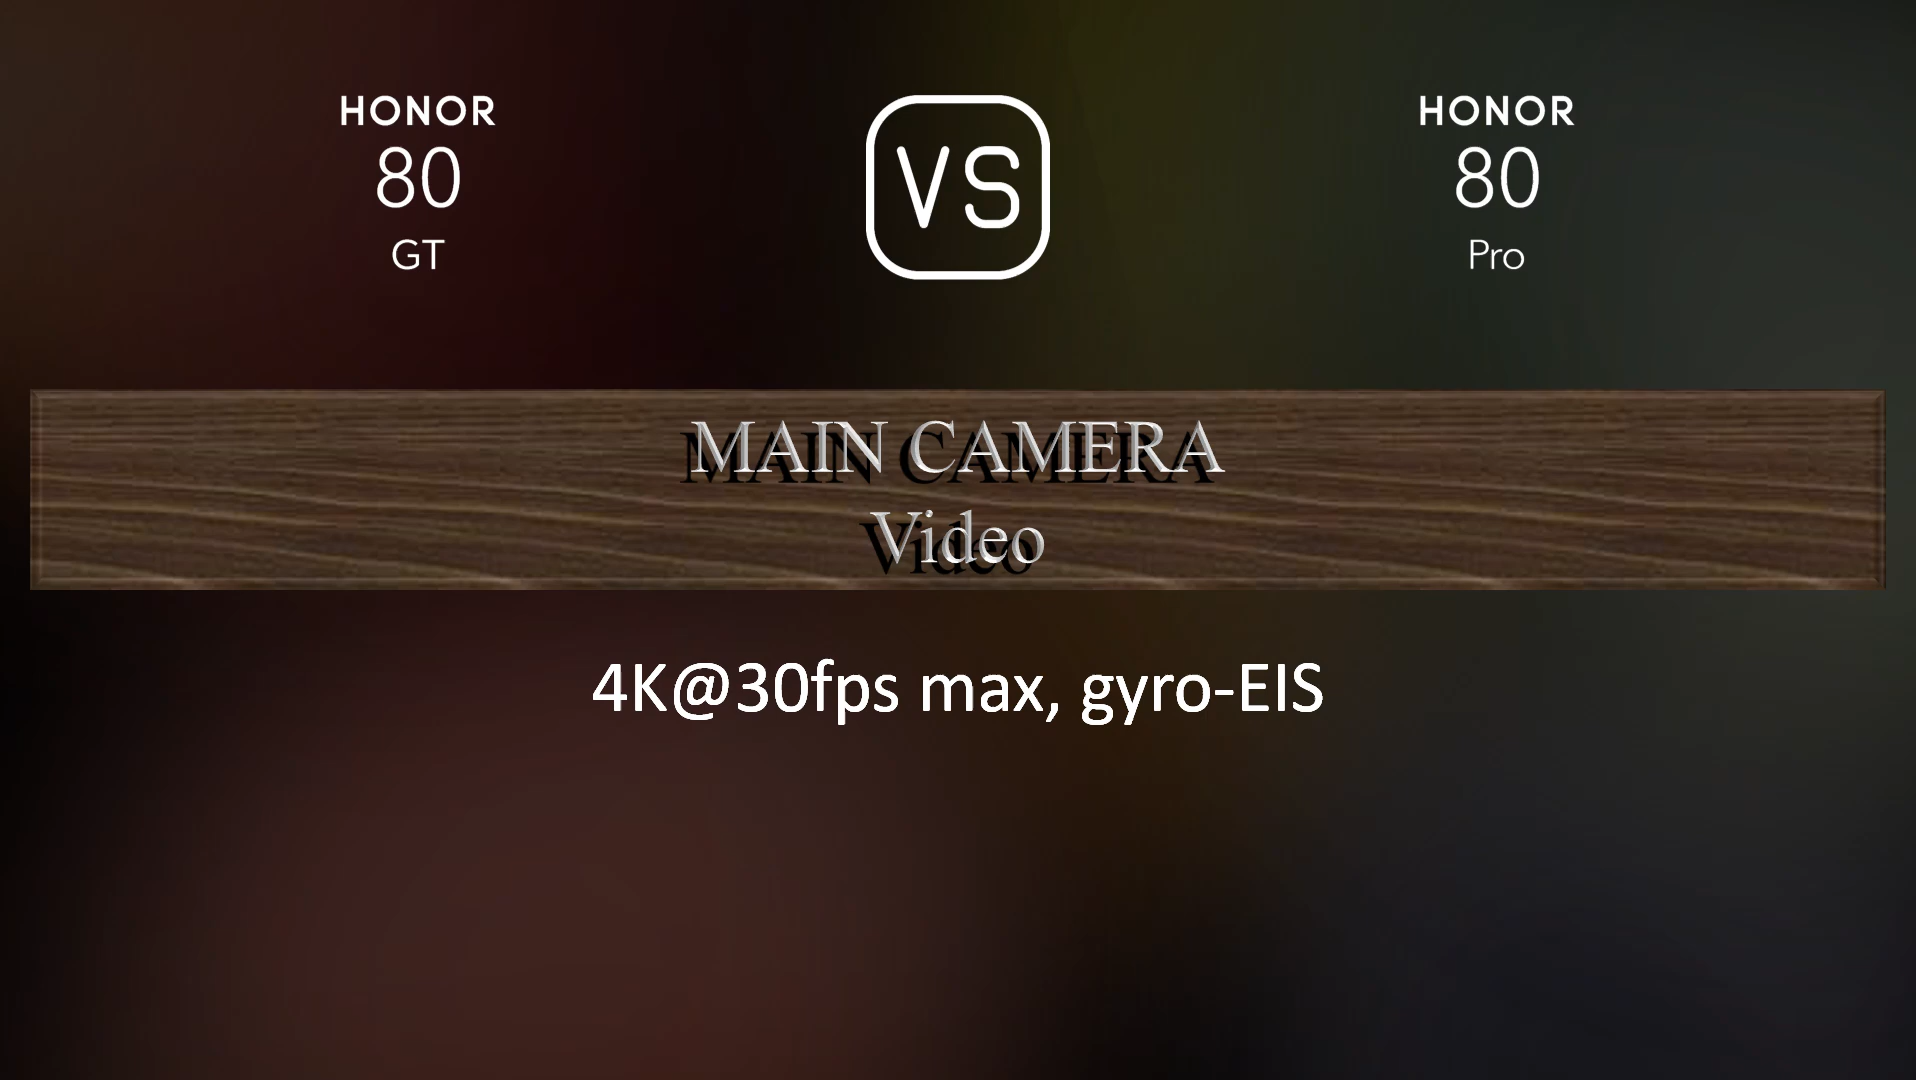 HONOR
80
GT
VS
HONOR
80
Pro
MAIN CAMERA
Video
4K@30fps max, gyro-EIS